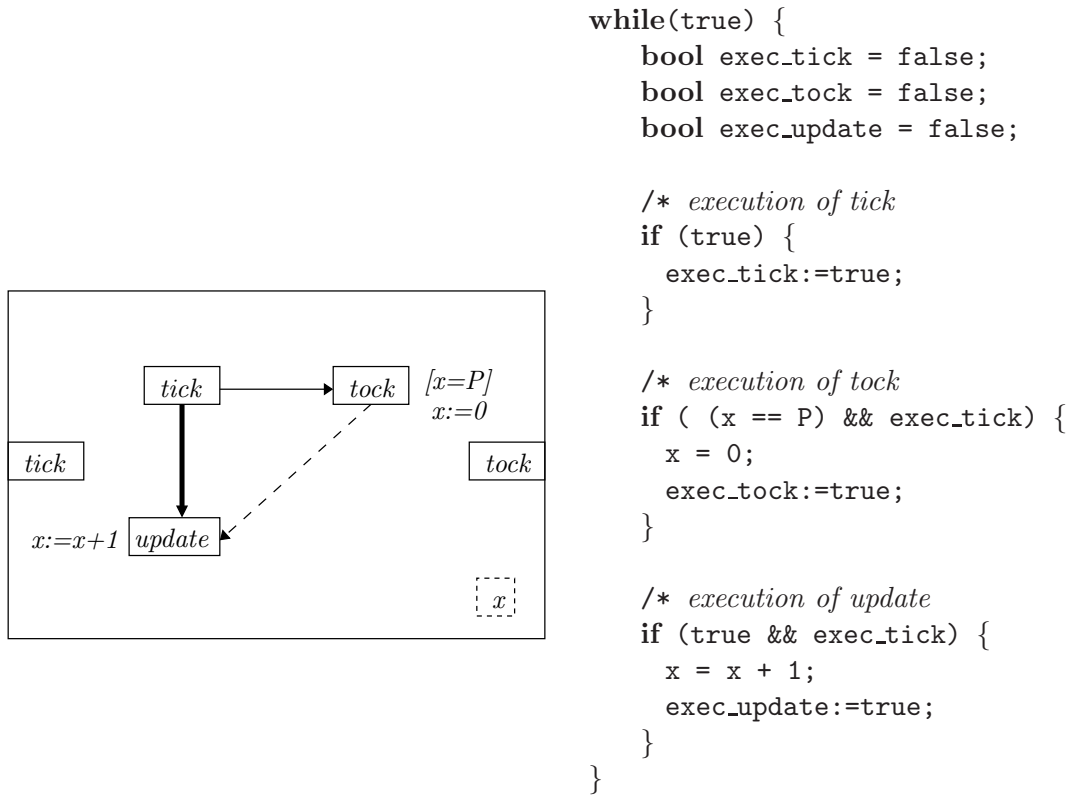 tick
tock
[x=P]
x:=0
tick
tock
x:=x+1
update
x
while(true) {
bool exec_tick = false;
bool exec_tock = false;
bool exec_update = false;
/* execution of tick
if (true) {
exec_tick:=true;
}
/* execution of tock
if ( (x == P) && exec_tick) {
x = 0;
exec_tock:=true;
}
/* execution of update
if (true && exec_tick) {
x = x + 1;
exec_update:=true;
}
}